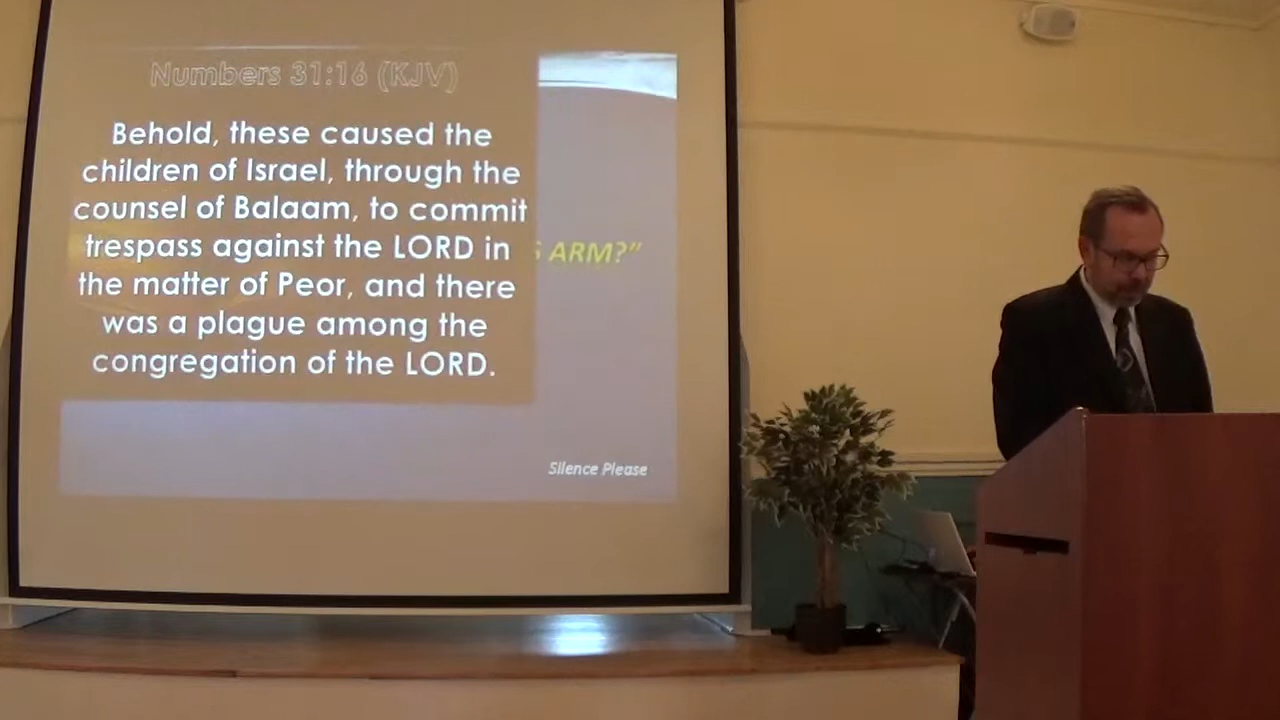 Numbers 31:16 (KJV)
Behold, these caused the
children of Israel, through the
counsel of Balaam, to commit
trespass against the LORD in
the matter of Peor, and there
was a plague among the
congregation of the LORD.
ARM?”
Silence Please